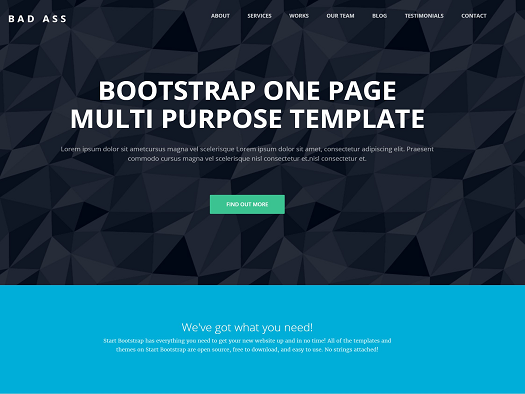 BAD ASS
ABOUT SERVICES WORKS OUR TEAM BLOG TESTIMONIALS CONTACT
BOOTSTRAP ONE PAGE
MULTI PURPOSE TEMPLATE
Lorem ipsum dolor sit ametcursus magna vel scelerisque Lorem ipsum dolor sit amet, consectetur adipiscing elit. Praesent
commodo cursus magna vel scelerisque nisl consectetur et.nisl consectetur et.
FIND OUT MORE
We've got what you need!
Start Bootstrap has everything you need to get your new website up and in no time! All of the templates and
themes on Start Bootstrap are open source, free to download, and easy to use. No strings attached!